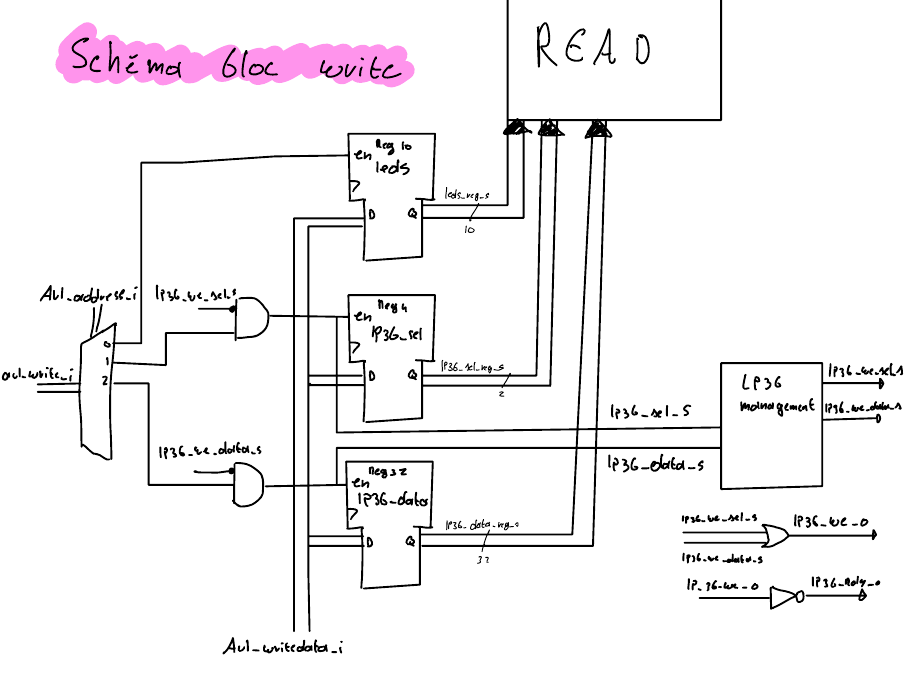 Schéma bloc write
READ
Reg 10
en
leds
D
Q
leds_reg_s
10
Avl_address_i
lp36_we_sel_s
0
1
2
avl_write_i
en
lp36_sel
D
Q
lp36_sel_reg_s
2
lp36_sel_s
LP36
management
lp36_we_sel_s
lp36_we_data_s
lp36_we_data_s
lp36_data_s
Reg 32
en
lp36_data
D
Q
lp36_data_reg_s
32
lp36_we_sel_s
lp36_we_o
lp36_we_data_s
lp_36_we_o
lp36_rdy_o
Avl_writedata_i